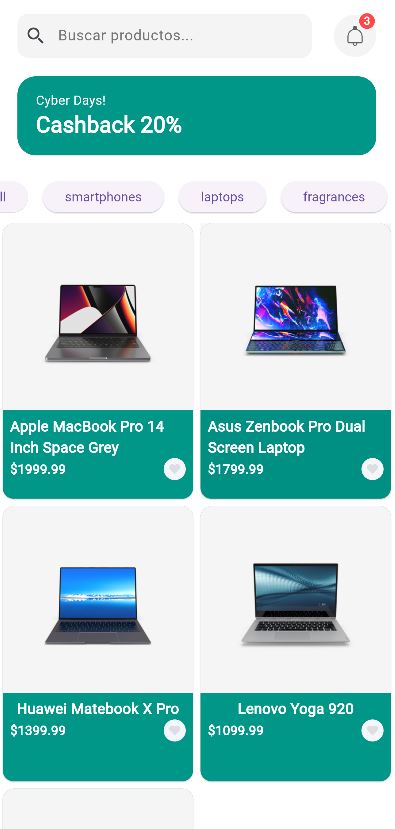 Buscar productos...
3
Cyber Days!
Cashback 20%
ll
smartphones
laptops
fragrances
Apple MacBook Pro 14
Inch Space Grey
$1999.99
Asus Zenbook Pro Dual
Screen Laptop
$1799.99
Huawei Matebook X Pro
$1399.99
Lenovo Yoga 920
$1099.99